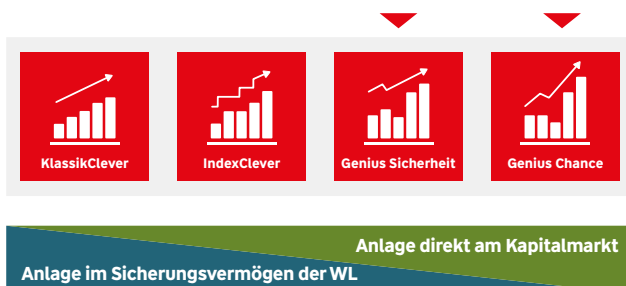 KlassikClever
IndexClever
Genius Sicherheit
Genius Chance
Anlage direkt am Kapitalmarkt
Anlage im Sicherungsvermögen der WL